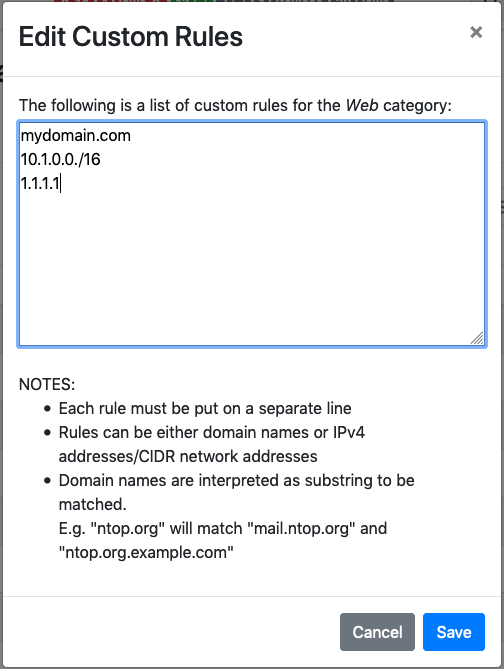 Edit Custom Rules
×
The following is a list of custom rules for the Web category:
mydomain.com
10.1.0.0./16
1.1.1.1
NOTES:
• Each rule must be put on a separate line
• Rules can be either domain names or IPv4
addresses/CIDR network addresses
• Domain names are interpreted as substring to be
matched.
E.g. "ntop.org" will match "mail.ntop.org" and
"ntop.org.example.com"
Cancel
Save